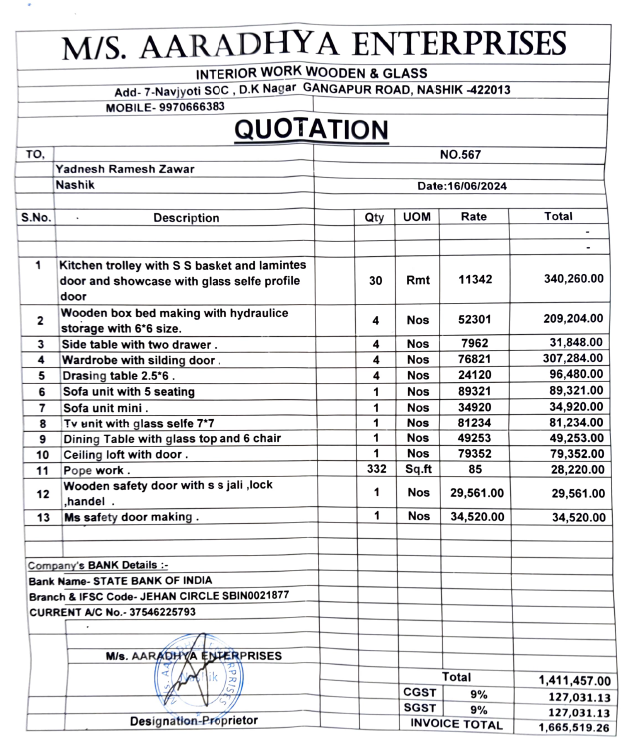 M/S. AARADHYA ENTERPRISES
INTERIOR WORK WOODEN & GLASS
Add- 7-Navjyoti SOC , D.K Nagar GANGAPUR ROAD, NASHIK -422013
MOBILE- 9970666383
QUOTATION
TO, NO.567
Yadnesh Ramesh Zawar
Nashik Date:16/06/2024
S.No. Description Qty UOM Rate Total
-
-
1 Kitchen trolley with S S basket and lamintes
door and showcase with glass selfe profile 30 Rmt 11342 340,260.00
door
2 Wooden box bed making with hydraulice
storage with 6*6 size. 4 Nos 52301 209,204.00
3 Side table with two drawer . 4 Nos 7962 31,848.00
4 Wardrobe with silding door . 4 Nos 76821 307,284.00
5 Drasing table 2.5*6 . 4 Nos 24120 96,480.00
6 Sofa unit with 5 seating 1 Nos 89321 89,321.00
7 Sofa unit mini . 1 Nos 34920 34,920.00
8 Tv unit with glass selfe 7*7 1 Nos 81234 81,234.00
9 Dining Table with glass top and 6 chair 1 Nos 49253 49,253.00
10 Ceiling loft with door . 1 Nos 79352 79,352.00
11 Pope work . 332 Sq.ft 85 28,220.00
12 Wooden safety door with s s jali ,lock
,handel . 1 Nos 29,561.00 29,561.00
13 Ms safety door making . 1 Nos 34,520.00 34,520.00
Company's BANK Details :-
Bank Name- STATE BANK OF INDIA
Branch & IFSC Code- JEHAN CIRCLE SBIN0021877
CURRENT A/C No.- 37546225793
M/s. AARADHYA ENTERPRISES
Total 1,411,457.00
CGST 9% 127,031.13
SGST 9% 127,031.13
Designation-Proprietor INVOICE TOTAL 1,665,519.26